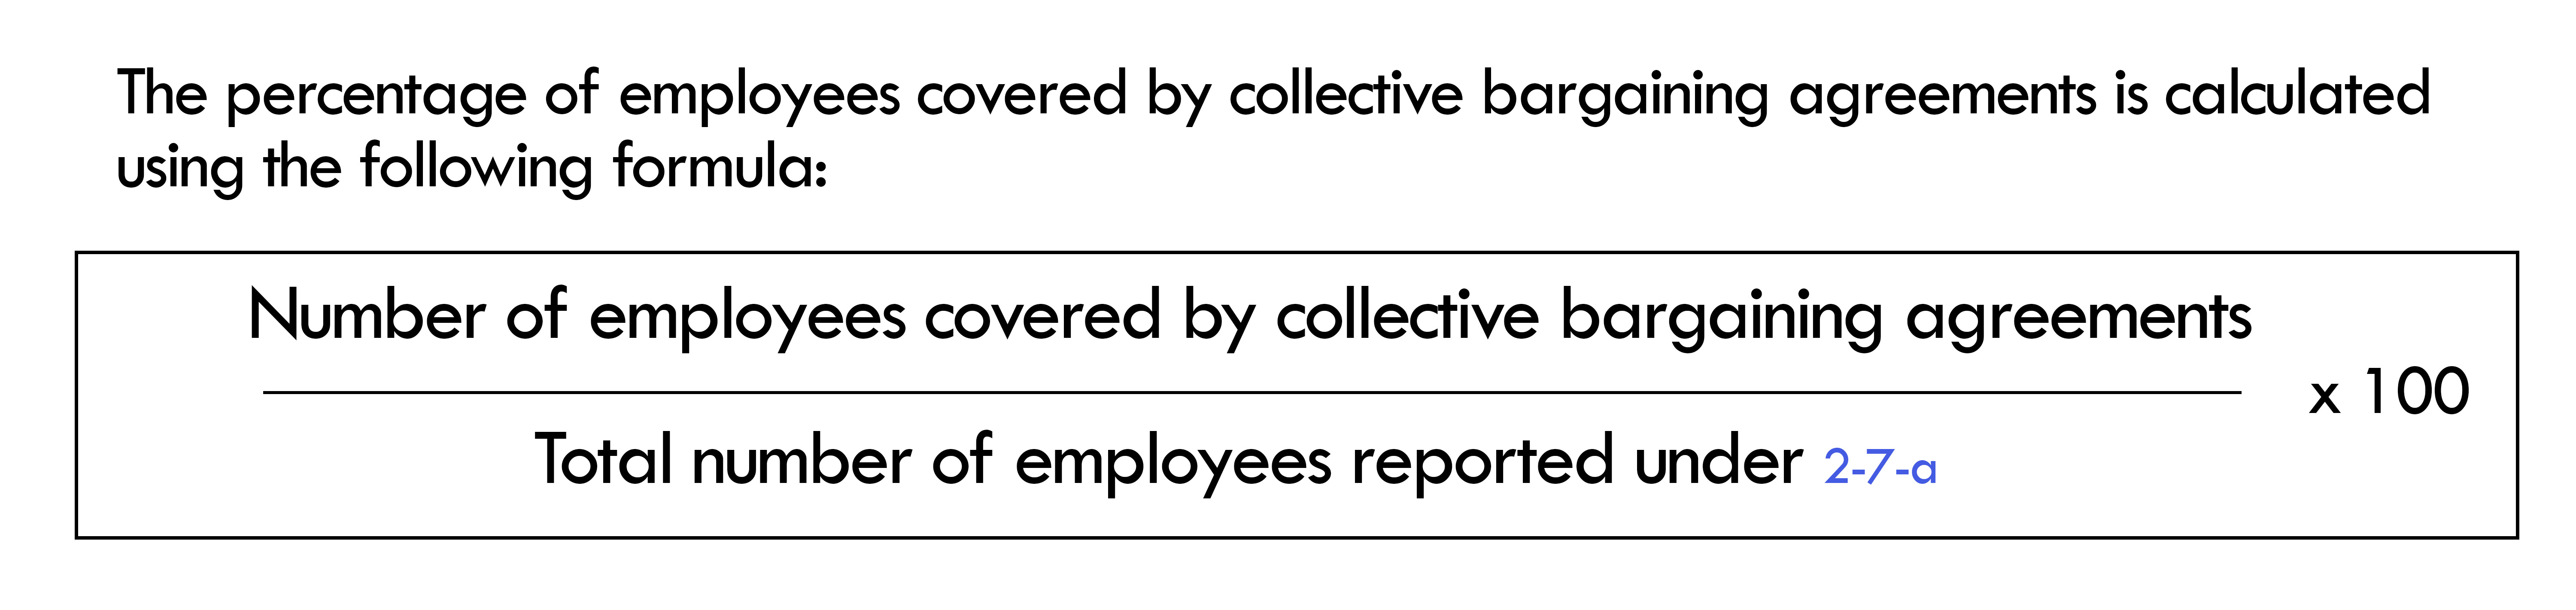 The percentage of employees covered by collective bargaining agreements is calculated
using the following formula:
Number of employees covered by collective bargaining agreements
x 100
Total number of employees reported under 2-7-a